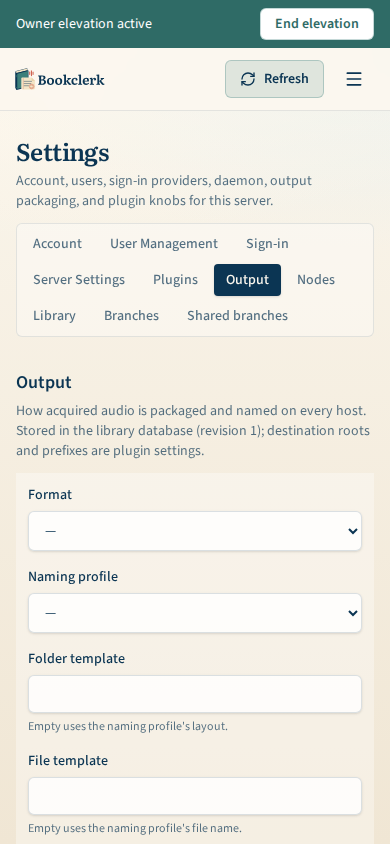 Owner elevation active
End elevation
Bookclerk
Refresh
Settings
Account, users, sign-in providers, daemon, output
packaging, and plugin knobs for this server.
Account
User Management
Sign-in
Server Settings
Plugins
Output
Nodes
Library
Branches
Shared branches
Output
How acquired audio is packaged and named on every host.
Stored in the library database (revision 1); destination roots
and prefixes are plugin settings.
Format
—
Naming profile
—
Folder template
Empty uses the naming profile's layout.
File template
Empty uses the naming profile's file name.